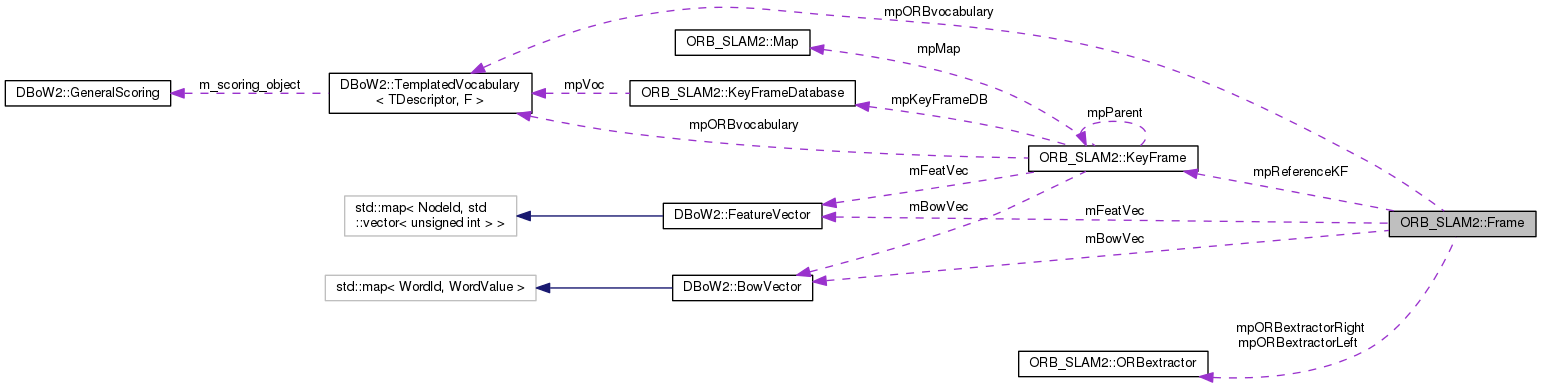 mpORBvocabulary
ORB_SLAM2::Map
mpMap
DBoW2::GeneralScoring
m_scoring_object
DBoW2::TemplatedVocabulary
< TDescriptor, F >
mpVoc
ORB_SLAM2::KeyFrameDatabase
mpKeyFrameDB
mpParent
mpORBvocabulary
ORB_SLAM2::KeyFrame
mpReferenceKF
mFeatVec
std::map< NodeId, std
::vector< unsigned int > >
DBoW2::FeatureVector
mBowVec
mFeatVec
ORB_SLAM2::Frame
mBowVec
std::map< WordId, WordValue >
DBoW2::BowVector
mpORBextractorRight
mpORBextractorLeft
ORB_SLAM2::ORBextractor